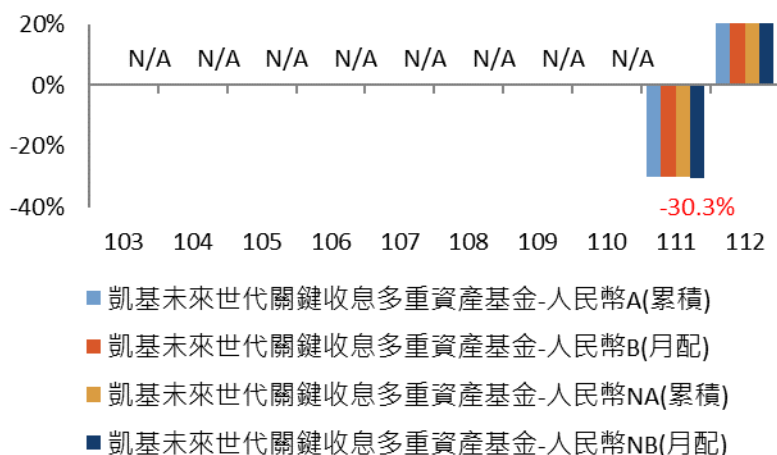 20%
N/A N/A N/A N/A N/A N/A N/A N/A
0%
-20%
-40%
-30.3%
103 104 105 106 107 108 109 110 111 112
凱基未來世代關鍵收息多重資產基金-人民幣A(累積)
凱基未來世代關鍵收息多重資產基金-人民幣B(月配)
凱基未來世代關鍵收息多重資產基金-人民幣NA(累積)
凱基未來世代關鍵收息多重資產基金-人民幣NB(月配)